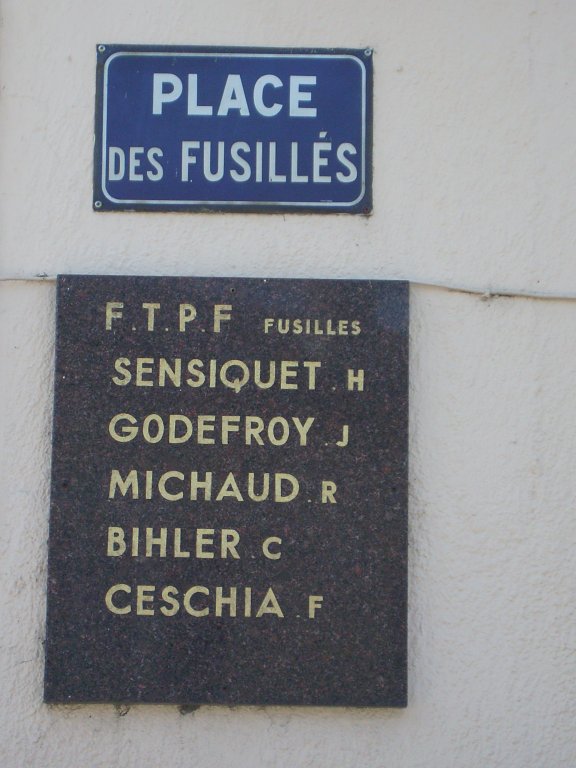 PLACE
DES FUSILLÉS
F.T.P.F FUSILLES
SENSIQUET.H
GODEFROY.J
MICHAUD.R
BIHLER C
CESCHIA.F